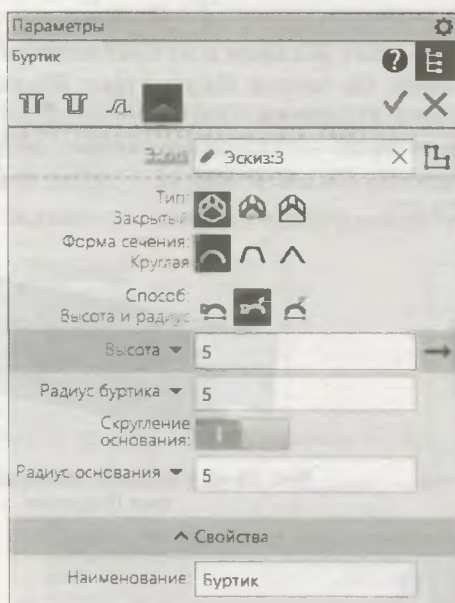 Параметры
Буртик
Эскиз Эскиз:3
Тип:
Закрытый
Форма сечения:
Круглая
Способ:
Высота и радиус
Высота 5
Радиус буртика 5
Скругление
основания:
Радиус основания 5
Свойства
Наименование Буртик